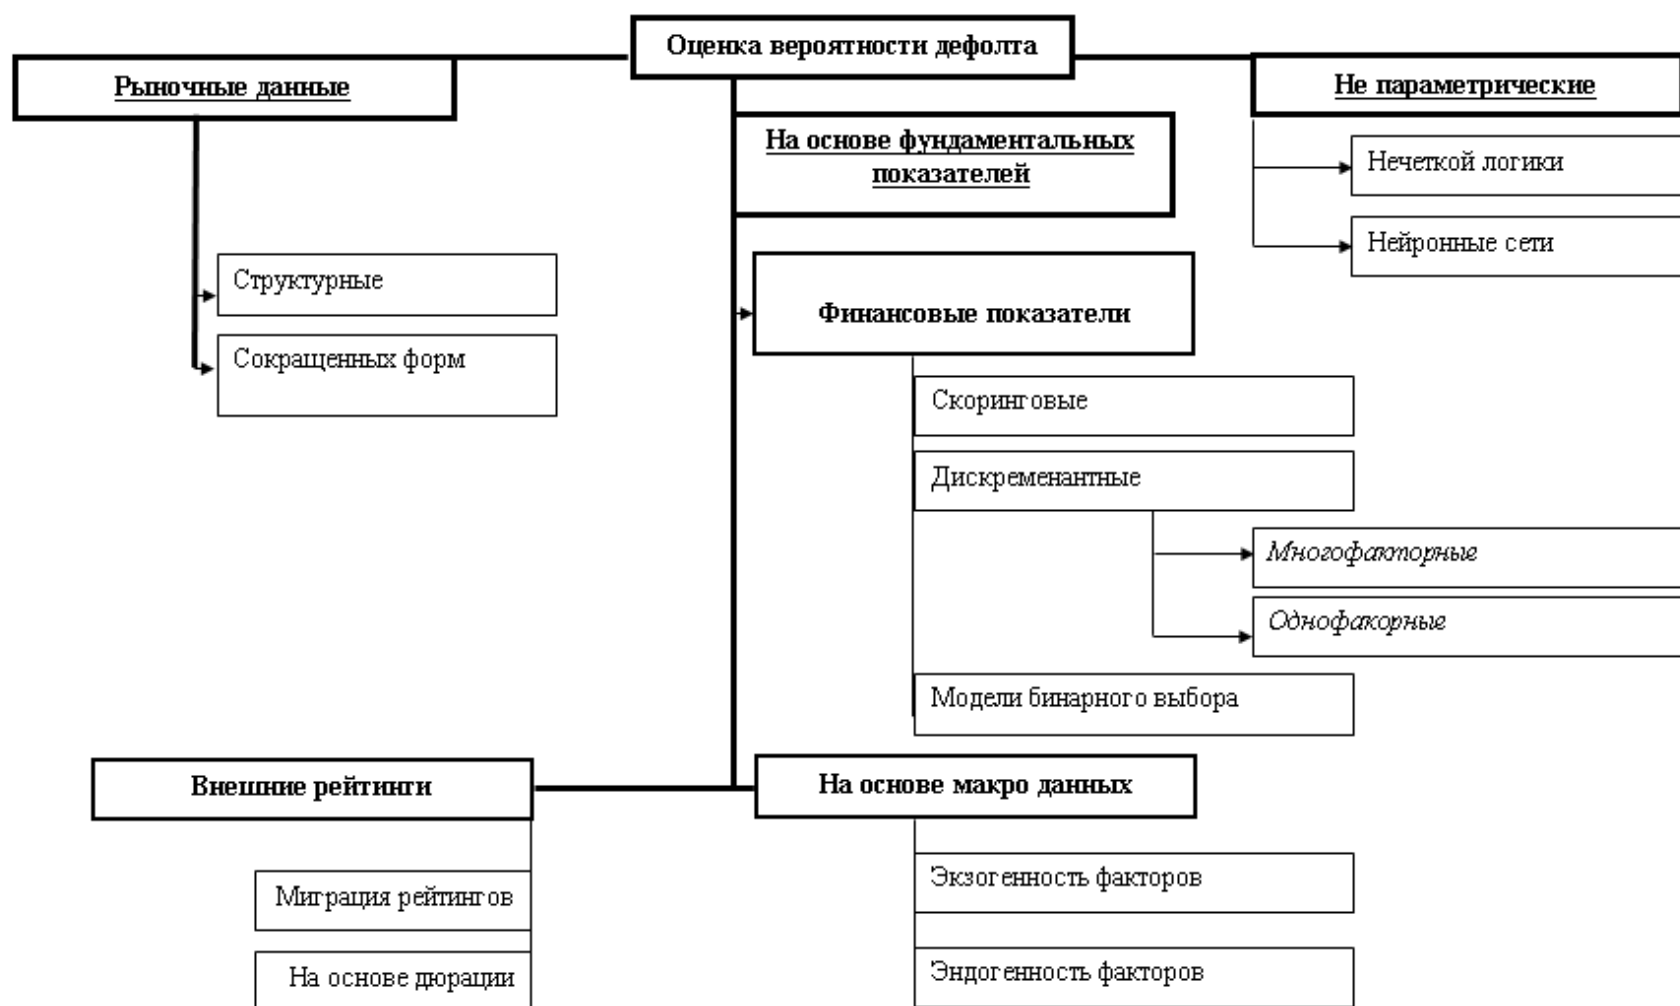 Оценка вероятности дефолта
Рыночные данные
Не параметрические
На основе фундаментальных
показателей
Нечеткой логики
Нейронные сети
Структурные
Сокращенных форм
Финансовые показатели
Скоринговые
Дискременантные
Многофакторные
Однофакорные
Модели бинарного выбора
Внешние рейтинги
На основе макро данных
Миграция рейтингов
На основе дюрации
Экзогенность факторов
Эндогенность факторов